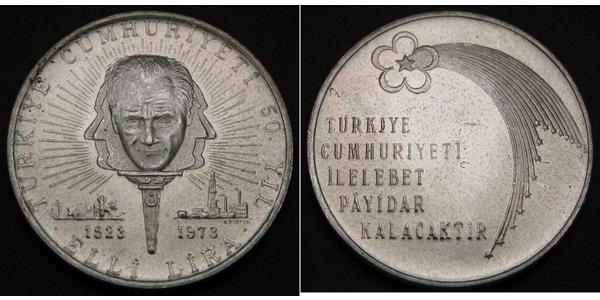 TÜRKİYE CUMHURİYETİ 50 YIL
1923 1973
ELLİ LİRA
TÜRKİYE
CUMHURİYETİ
İLELEBET
PÂYİDAR
KALACAKTIR